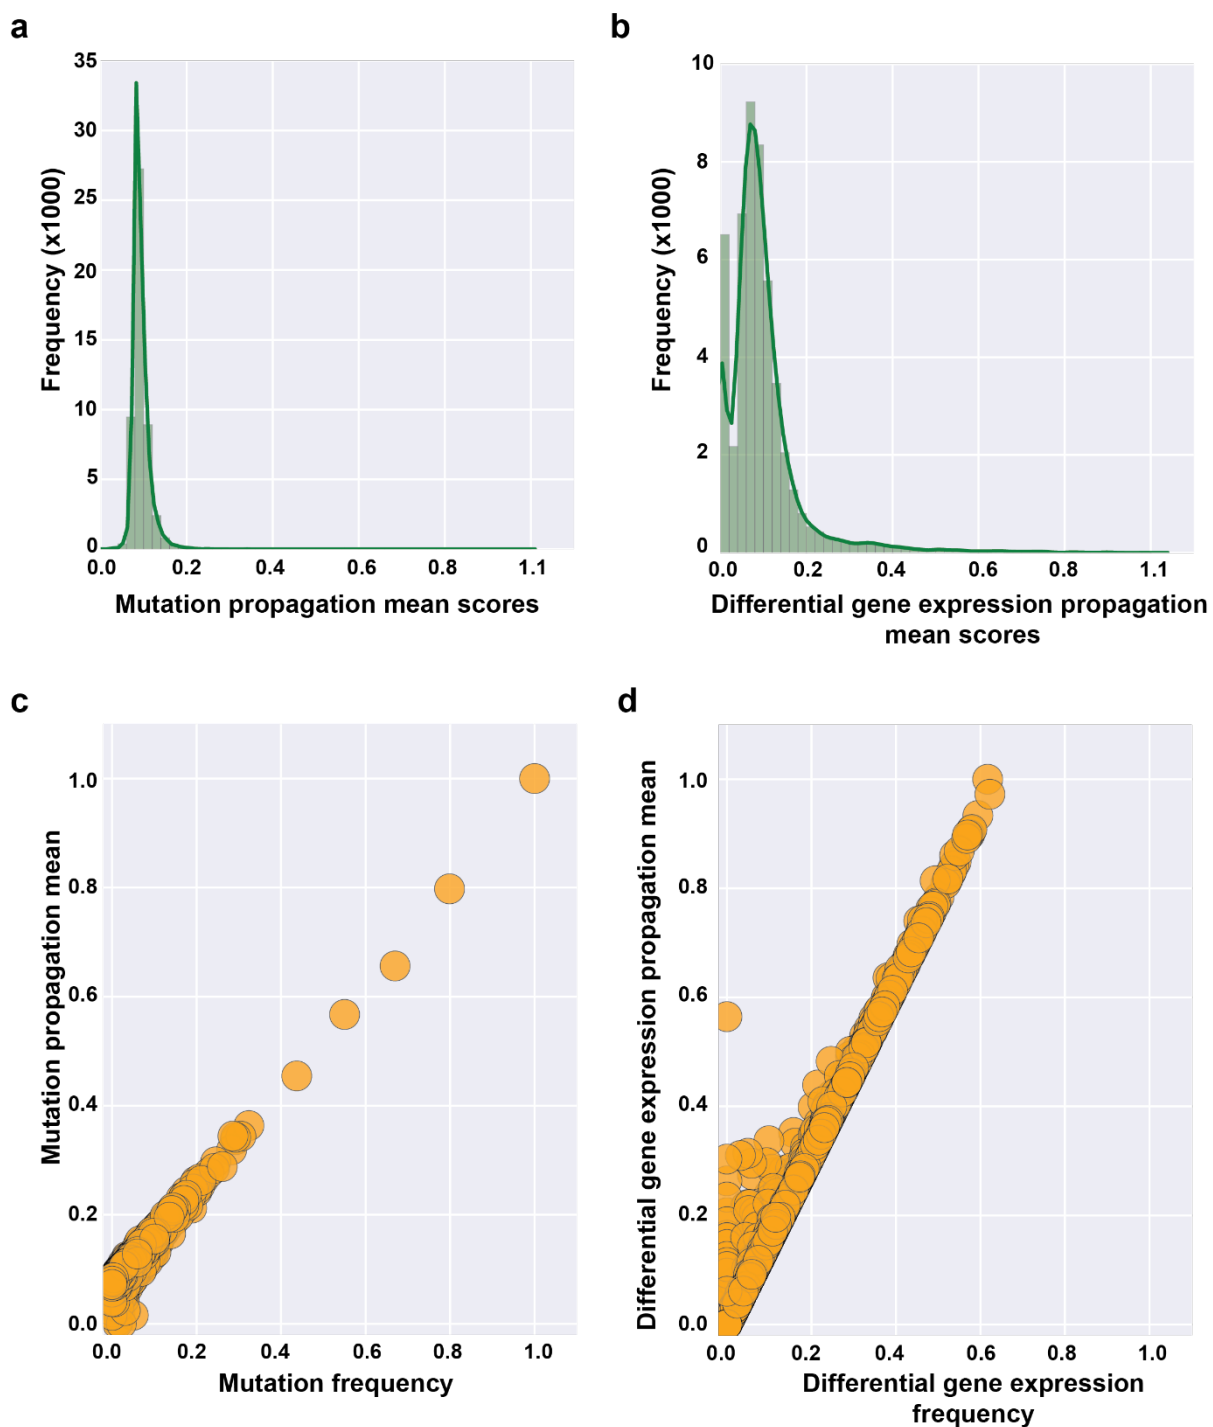 a
b
35
30
25
20
15
10
5
0
Frequency (x1000)
0.0 0.2 0.4 0.6 0.8 1.1
Mutation propagation mean scores
10
8
6
4
2
0
Frequency (x1000)
0.0 0.2 0.4 0.6 0.8 1.1
Differential gene expression propagation
mean scores
c
d
1.0
0.8
0.6
0.4
0.2
0.0
Mutation propagation mean
0.0 0.2 0.4 0.6 0.8 1.0
Mutation frequency
1.0
0.8
0.6
0.4
0.2
0.0
Differential gene expression propagation mean
0.0 0.2 0.4 0.6 0.8 1.0
Differential gene expression
frequency